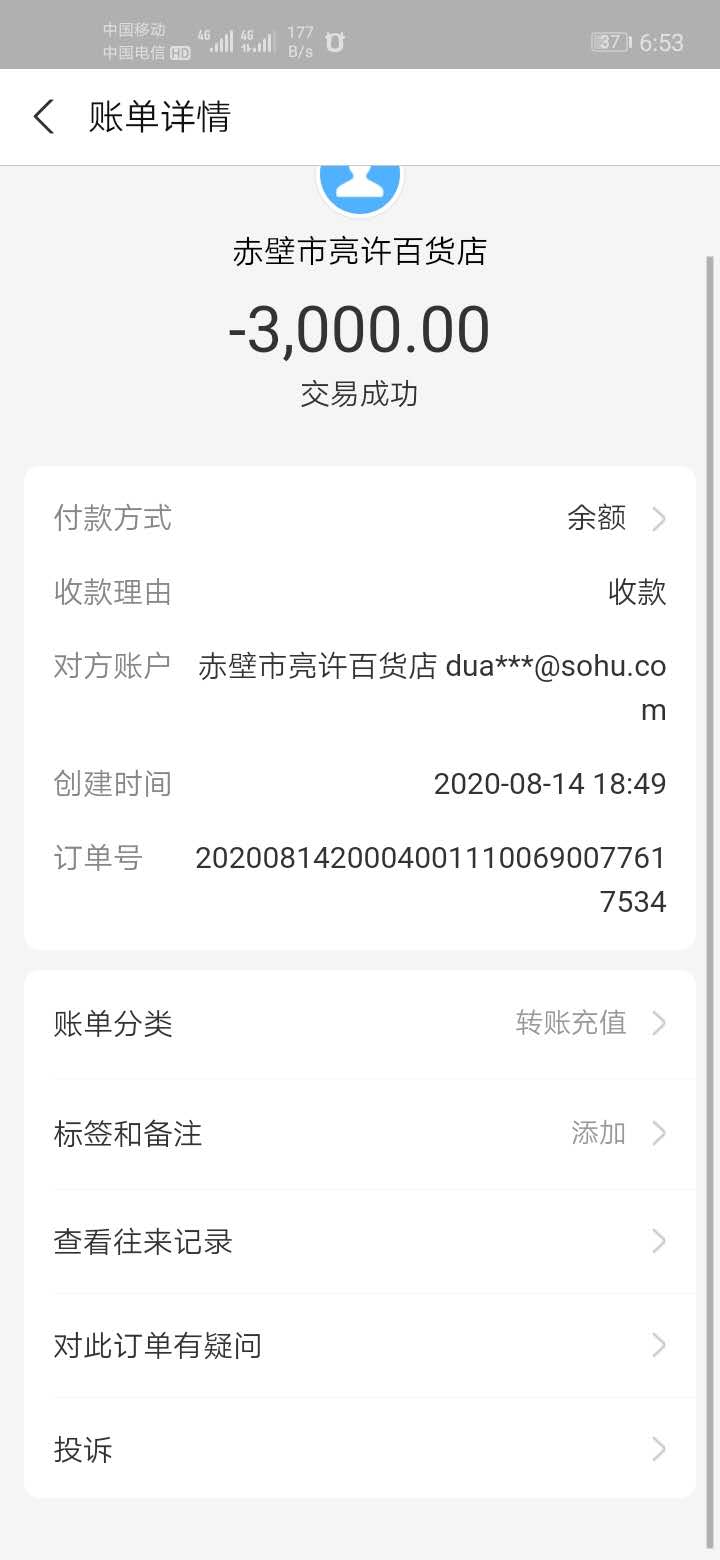 中国移动
中国电信 HD
4G 4G 177 B/s
37 6:53
账单详情
赤壁市亮许百货店
-3,000.00
交易成功
付款方式 余额
收款理由 收款
对方账户 赤壁市亮许百货店 dua***@sohu.co
m
创建时间 2020-08-14 18:49
订单号 2020081420004001110069007761
7534
账单分类 转账充值
标签和备注 添加
查看往来记录
对此订单有疑问
投诉